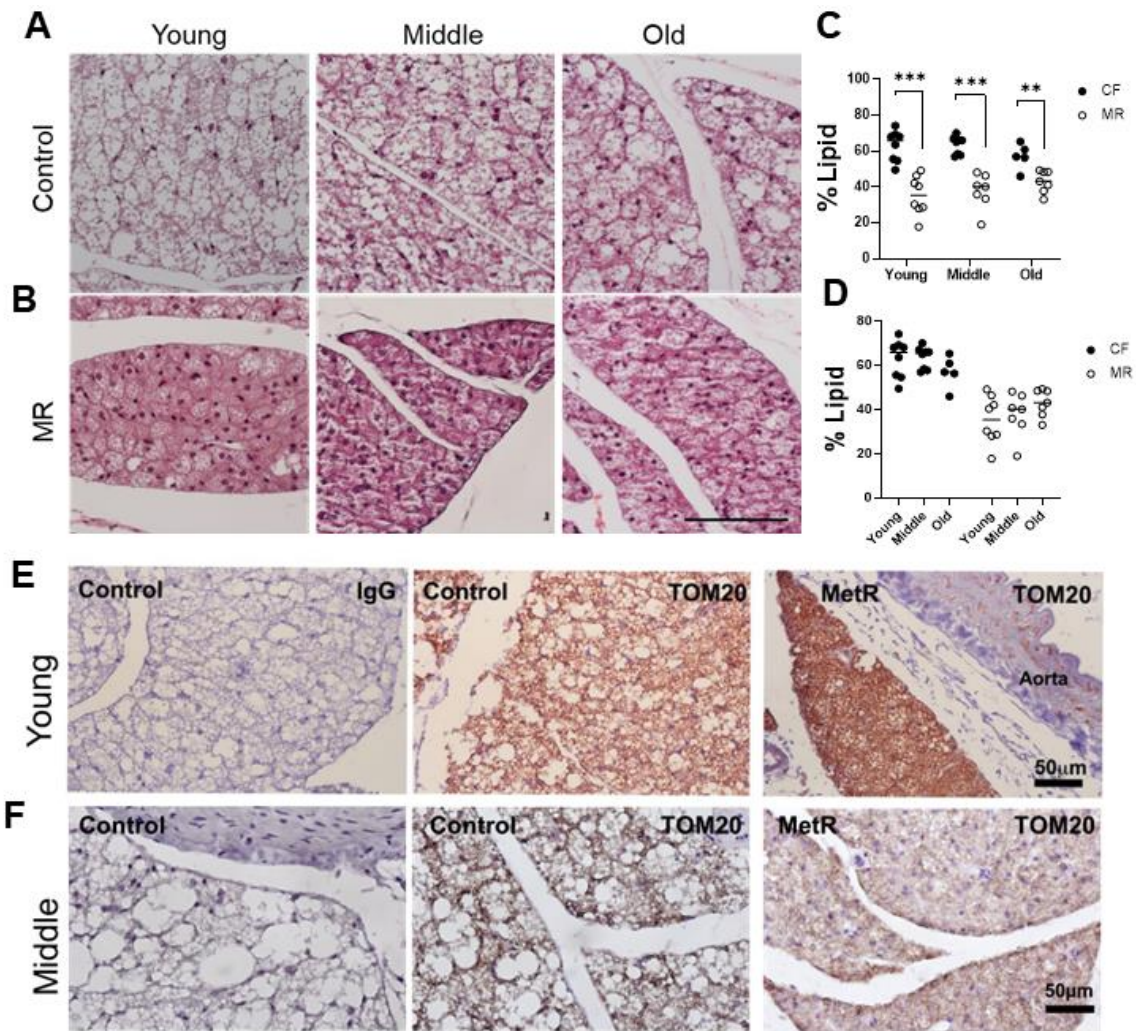 A
Young
Middle
Old
Control
B
MR
C
100
80
60
40
20
0
% Lipid
***
***
**
CF
MR
Young
Middle
Old
D
80
60
40
20
0
% Lipid
CF
MR
Young
Middle
Old
Young
Middle
Old
E
Young
Control
IgG
Control
TOM20
MetR
TOM20
Aorta
50μm
F
Middle
Control
Control
TOM20
MetR
TOM20
50μm